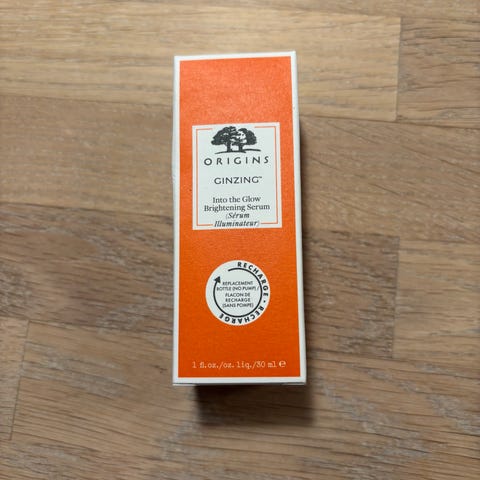 ORIGINS
GINZING™
Into the Glow
Brightening Serum
(Sérum
Illuminateur)
RECHARGE • RECHARGE
REPLACEMENT
BOTTLE (NO PUMP) /
FLACON DE
RECHARGE
(SANS POMPE)
1 fl.oz./oz. liq./30 ml ℮